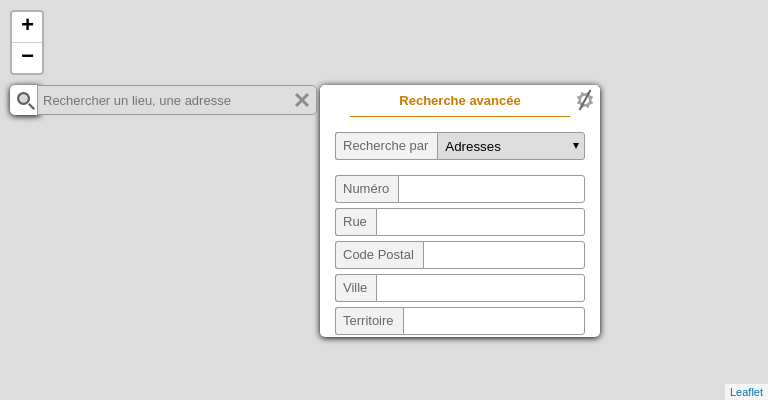 +
−
Rechercher un lieu, une adresse
Recherche avancée
Recherche par Adresses
Numéro
Rue
Code Postal
Ville
Territoire
Leaflet